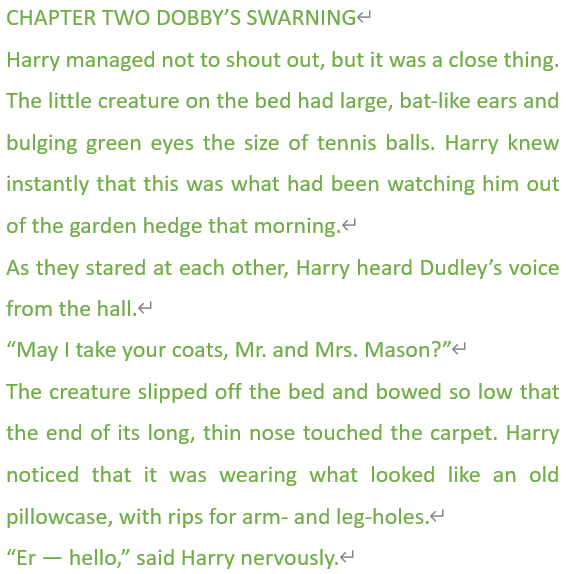 CHAPTER TWO DOBBY’S SWARNING
Harry managed not to shout out, but it was a close thing.
The little creature on the bed had large, bat-like ears and
bulging green eyes the size of tennis balls. Harry knew
instantly that this was what had been watching him out
of the garden hedge that morning.
As they stared at each other, Harry heard Dudley’s voice
from the hall.
“May I take your coats, Mr. and Mrs. Mason?”
The creature slipped off the bed and bowed so low that
the end of its long, thin nose touched the carpet. Harry
noticed that it was wearing what looked like an old
pillowcase, with rips for arm- and leg-holes.
“Er — hello,” said Harry nervously.